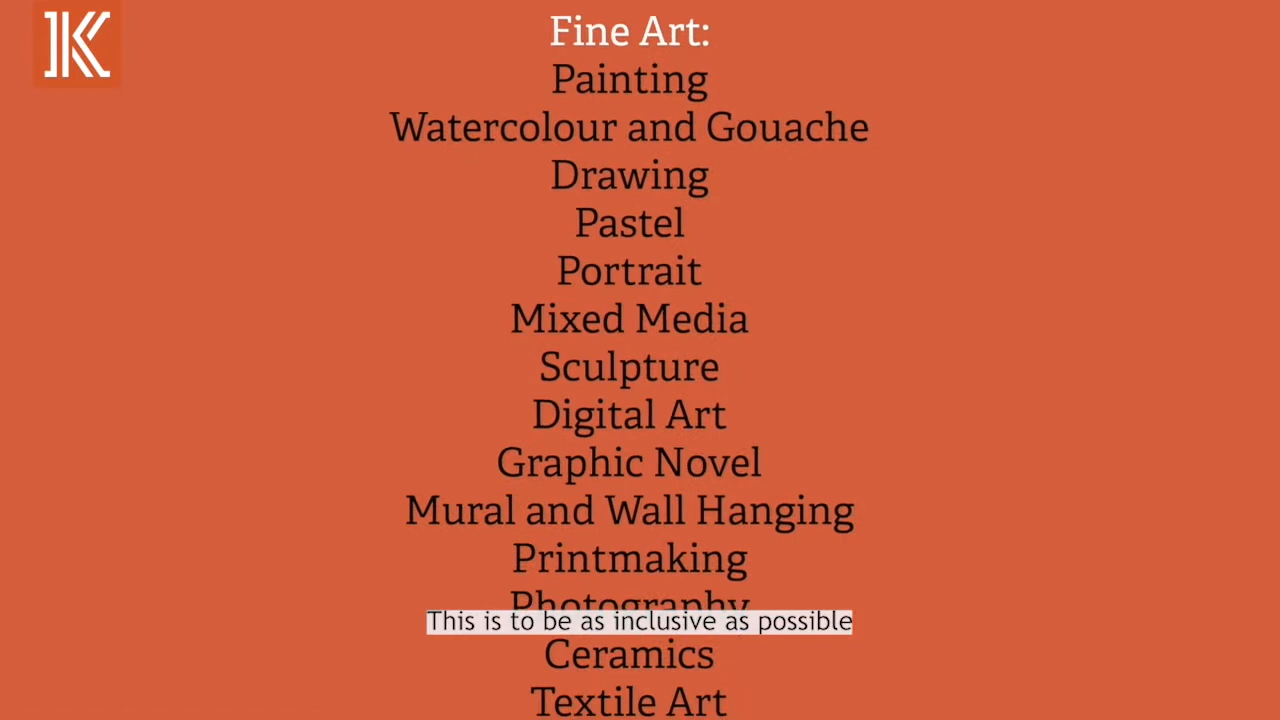 K
Fine Art:
Painting
Watercolour and Gouache
Drawing
Pastel
Portrait
Mixed Media
Sculpture
Digital Art
Graphic Novel
Mural and Wall Hanging
Printmaking
Photography
This is to be as inclusive as possible
Ceramics
Textile Art